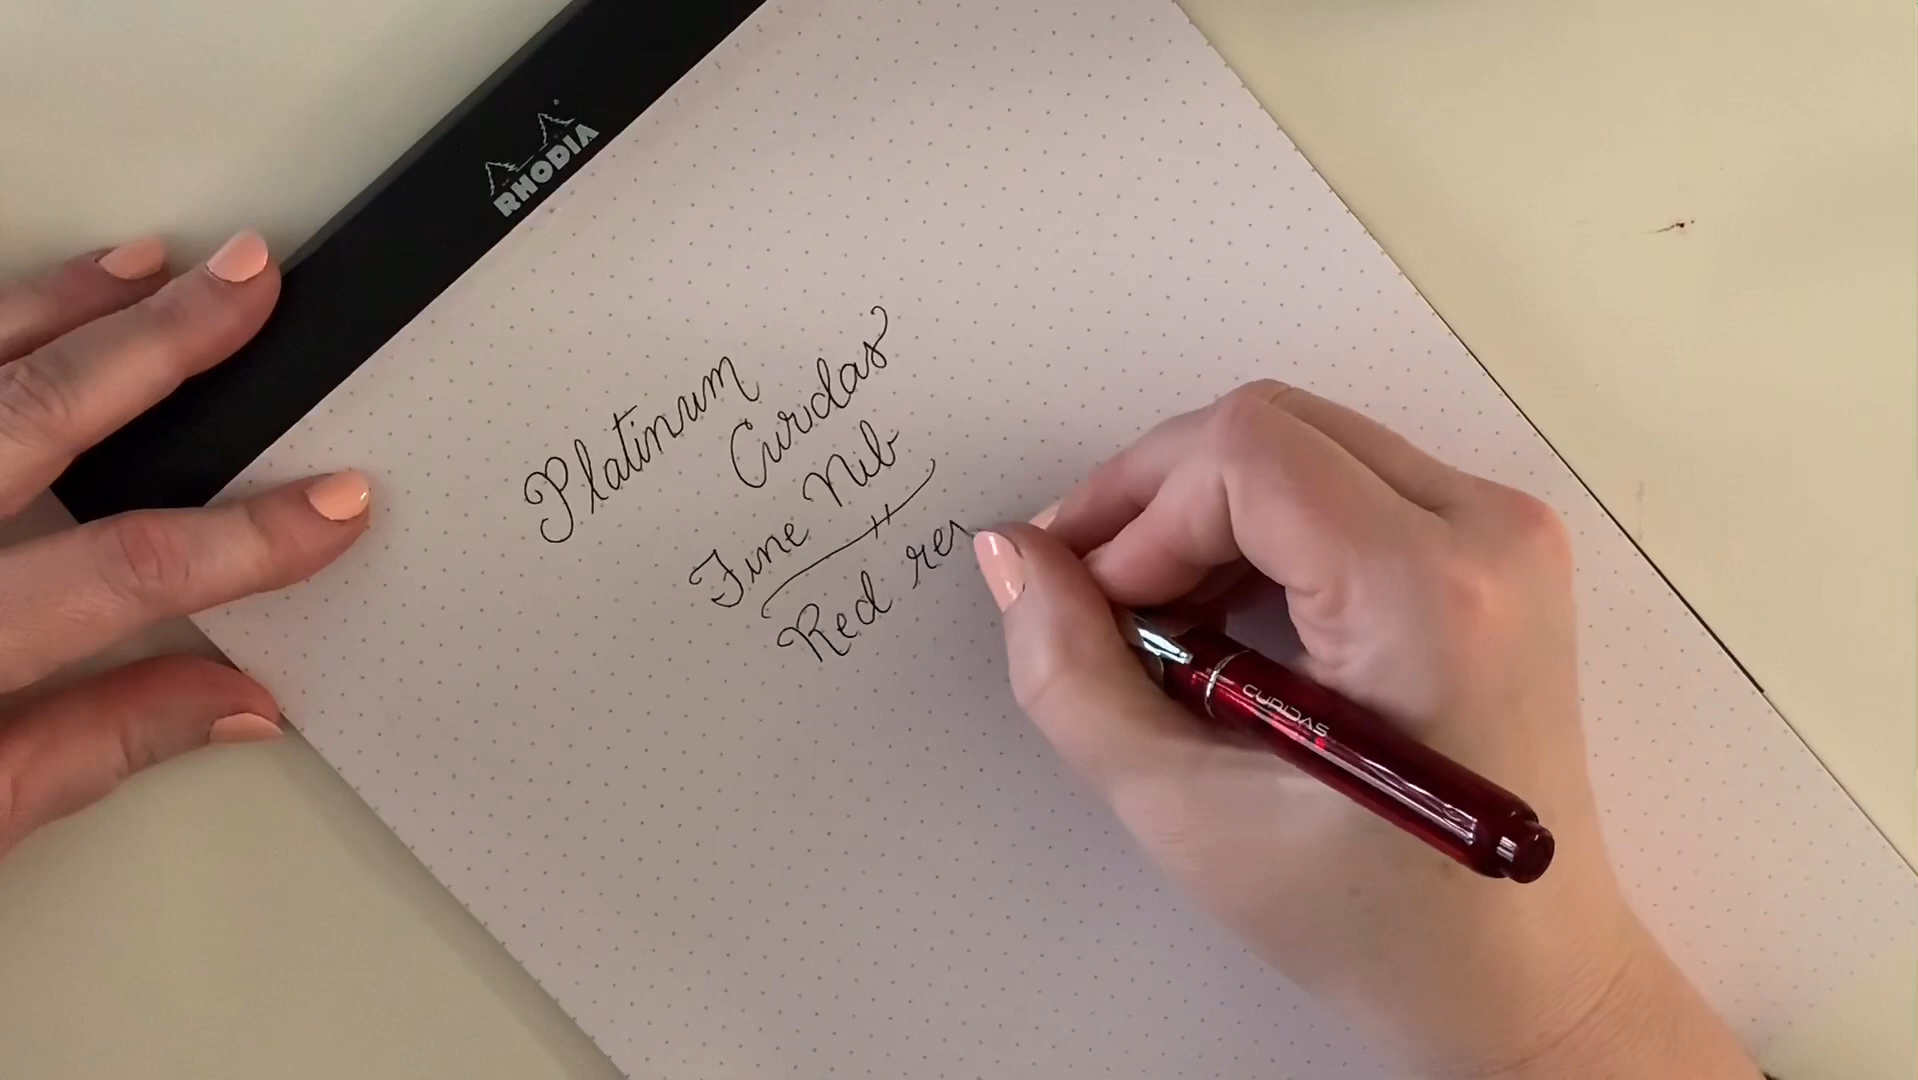 RHODIA
Platinum
Curidas
Fine Nib
Red re
CURIDAS